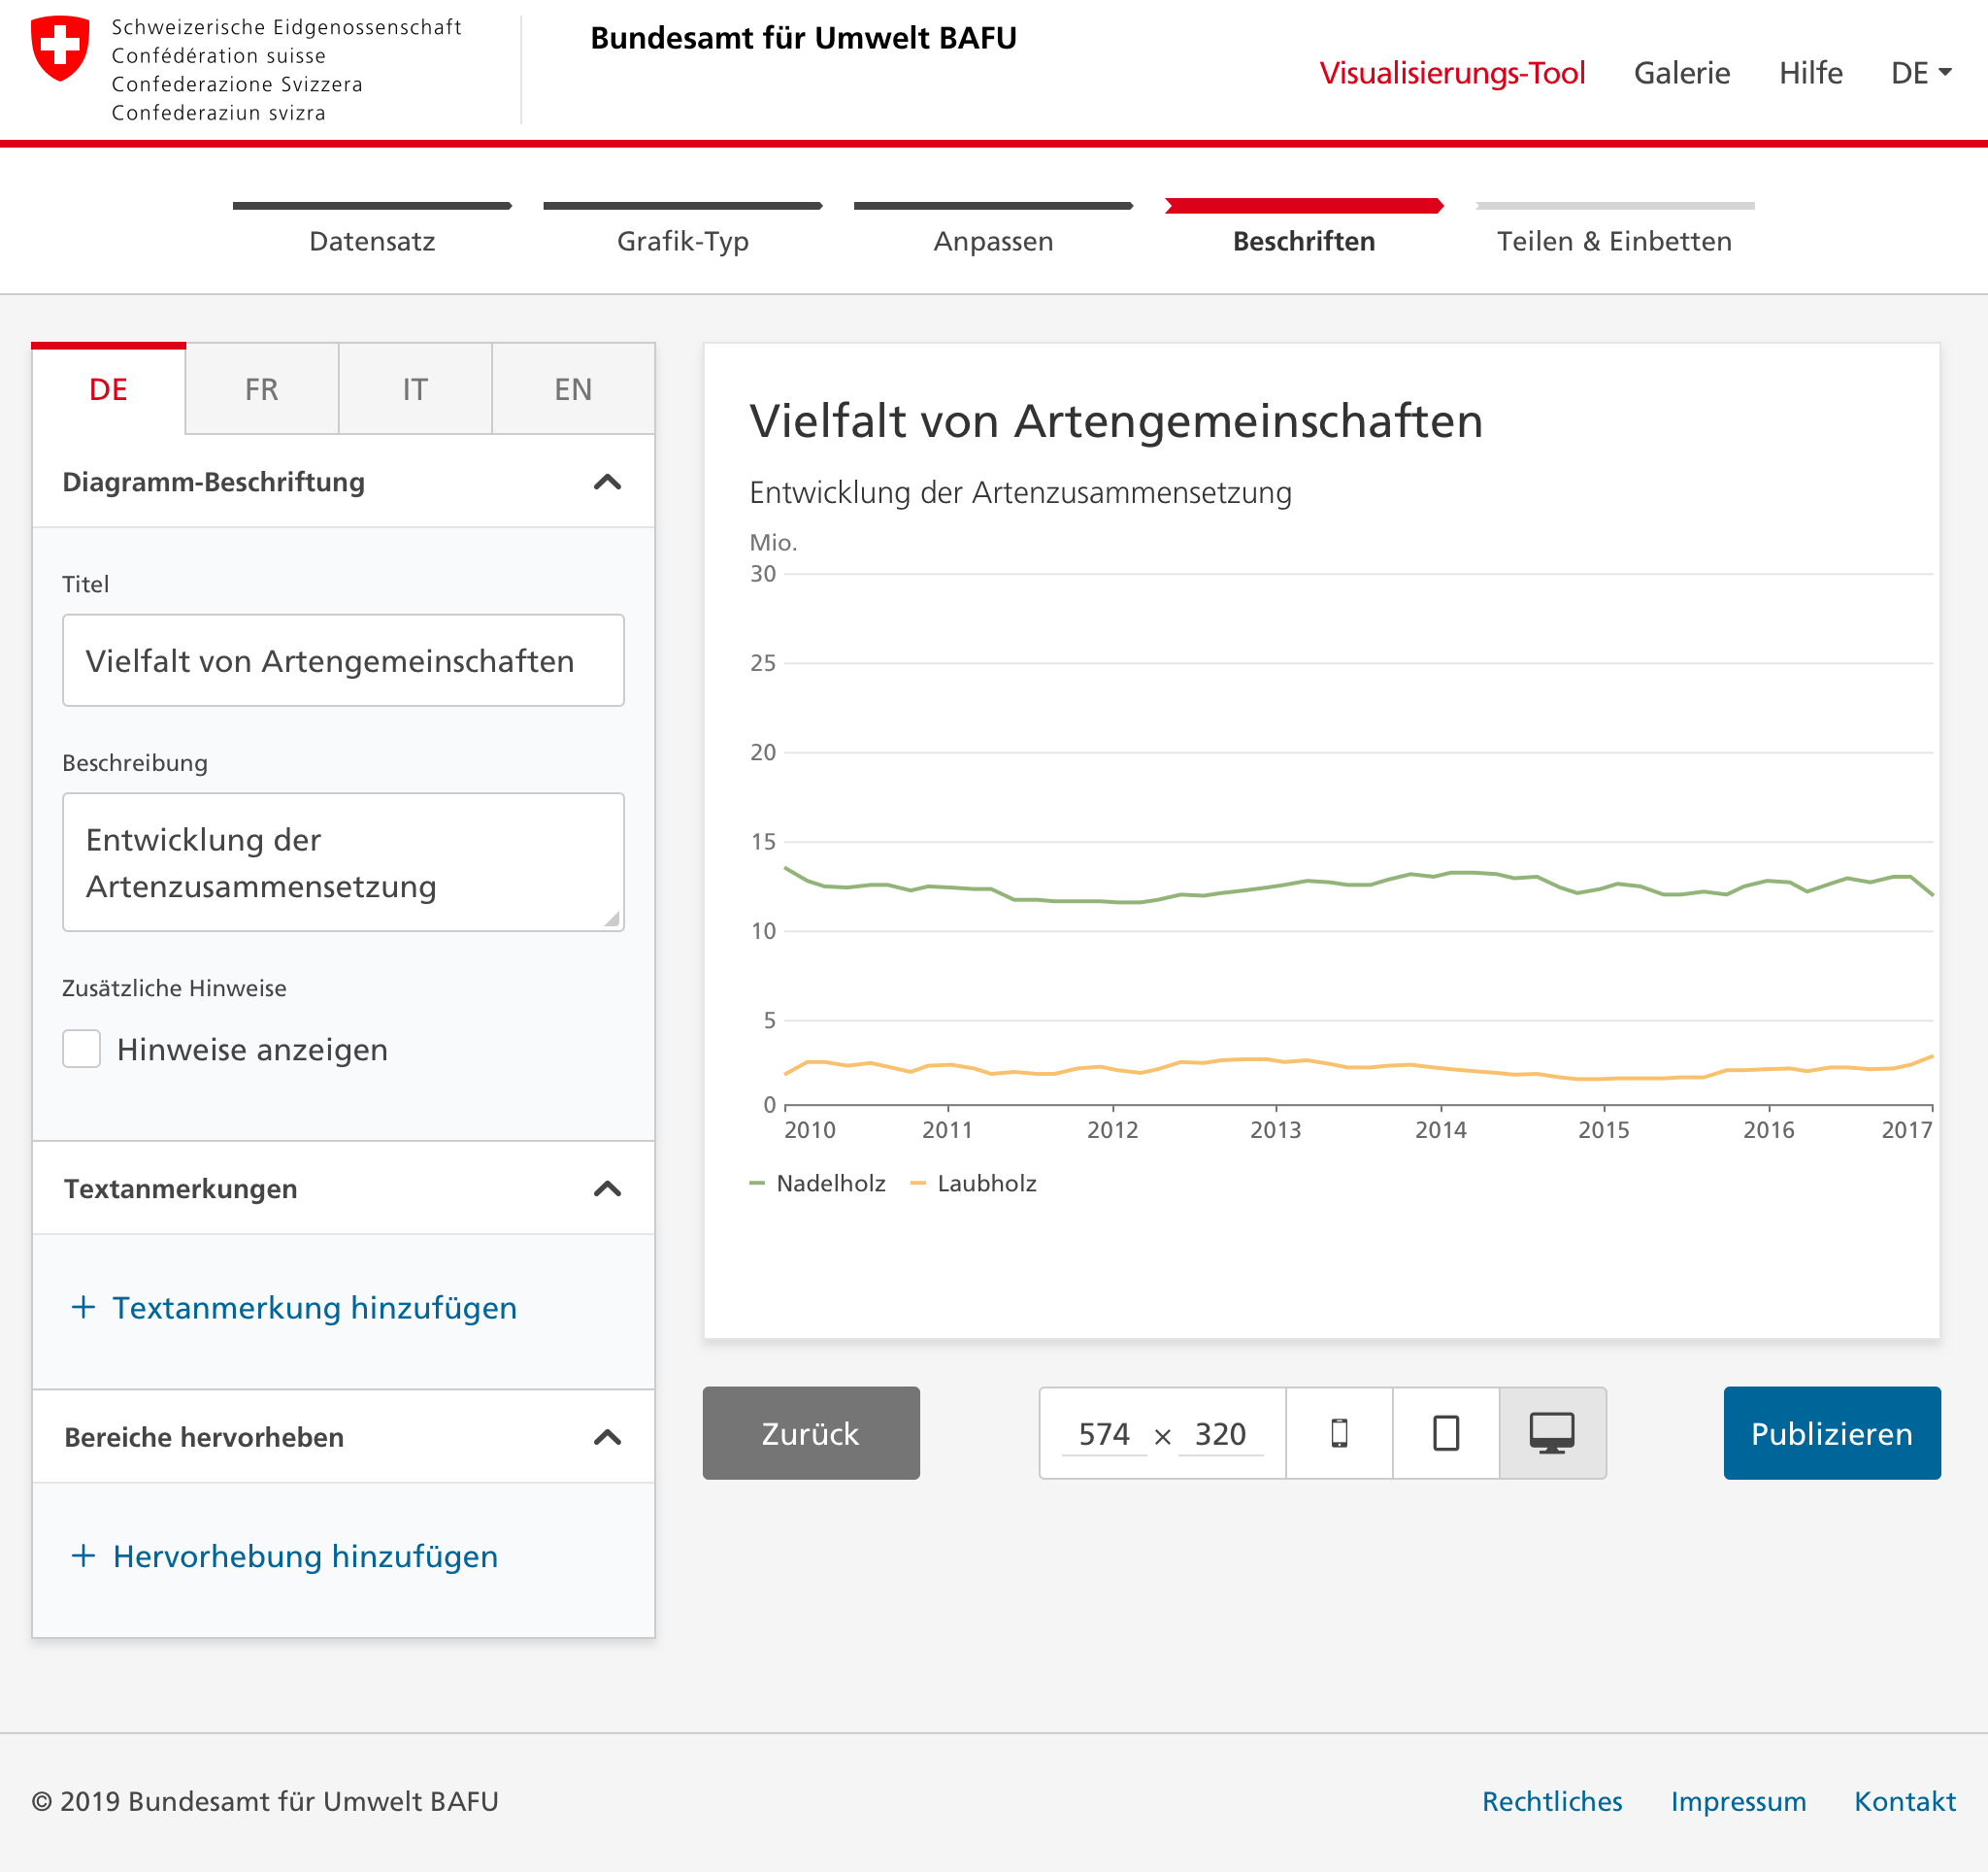 Schweizerische Eidgenossenschaft
Confédération suisse
Confederazione Svizzera
Confederaziun svizra
Bundesamt für Umwelt BAFU
Visualisierungs-Tool
Galerie
Hilfe
DE
Datensatz
Grafik-Typ
Anpassen
Beschriften
Teilen & Einbetten
DE
FR
IT
EN
Diagramm-Beschriftung
Titel
Vielfalt von Artengemeinschaften
Beschreibung
Entwicklung der
Artenzusammensetzung
Zusätzliche Hinweise
Hinweise anzeigen
Textanmerkungen
+ Textanmerkung hinzufügen
Bereiche hervorheben
+ Hervorhebung hinzufügen
Vielfalt von Artengemeinschaften
Entwicklung der Artenzusammensetzung
Mio.
30
25
20
15
10
5
0
2010 2011 2012 2013 2014 2015 2016 2017
Nadelholz Laubholz
Zurück
574 × 320
Publizieren
© 2019 Bundesamt für Umwelt BAFU
Rechtliches
Impressum
Kontakt